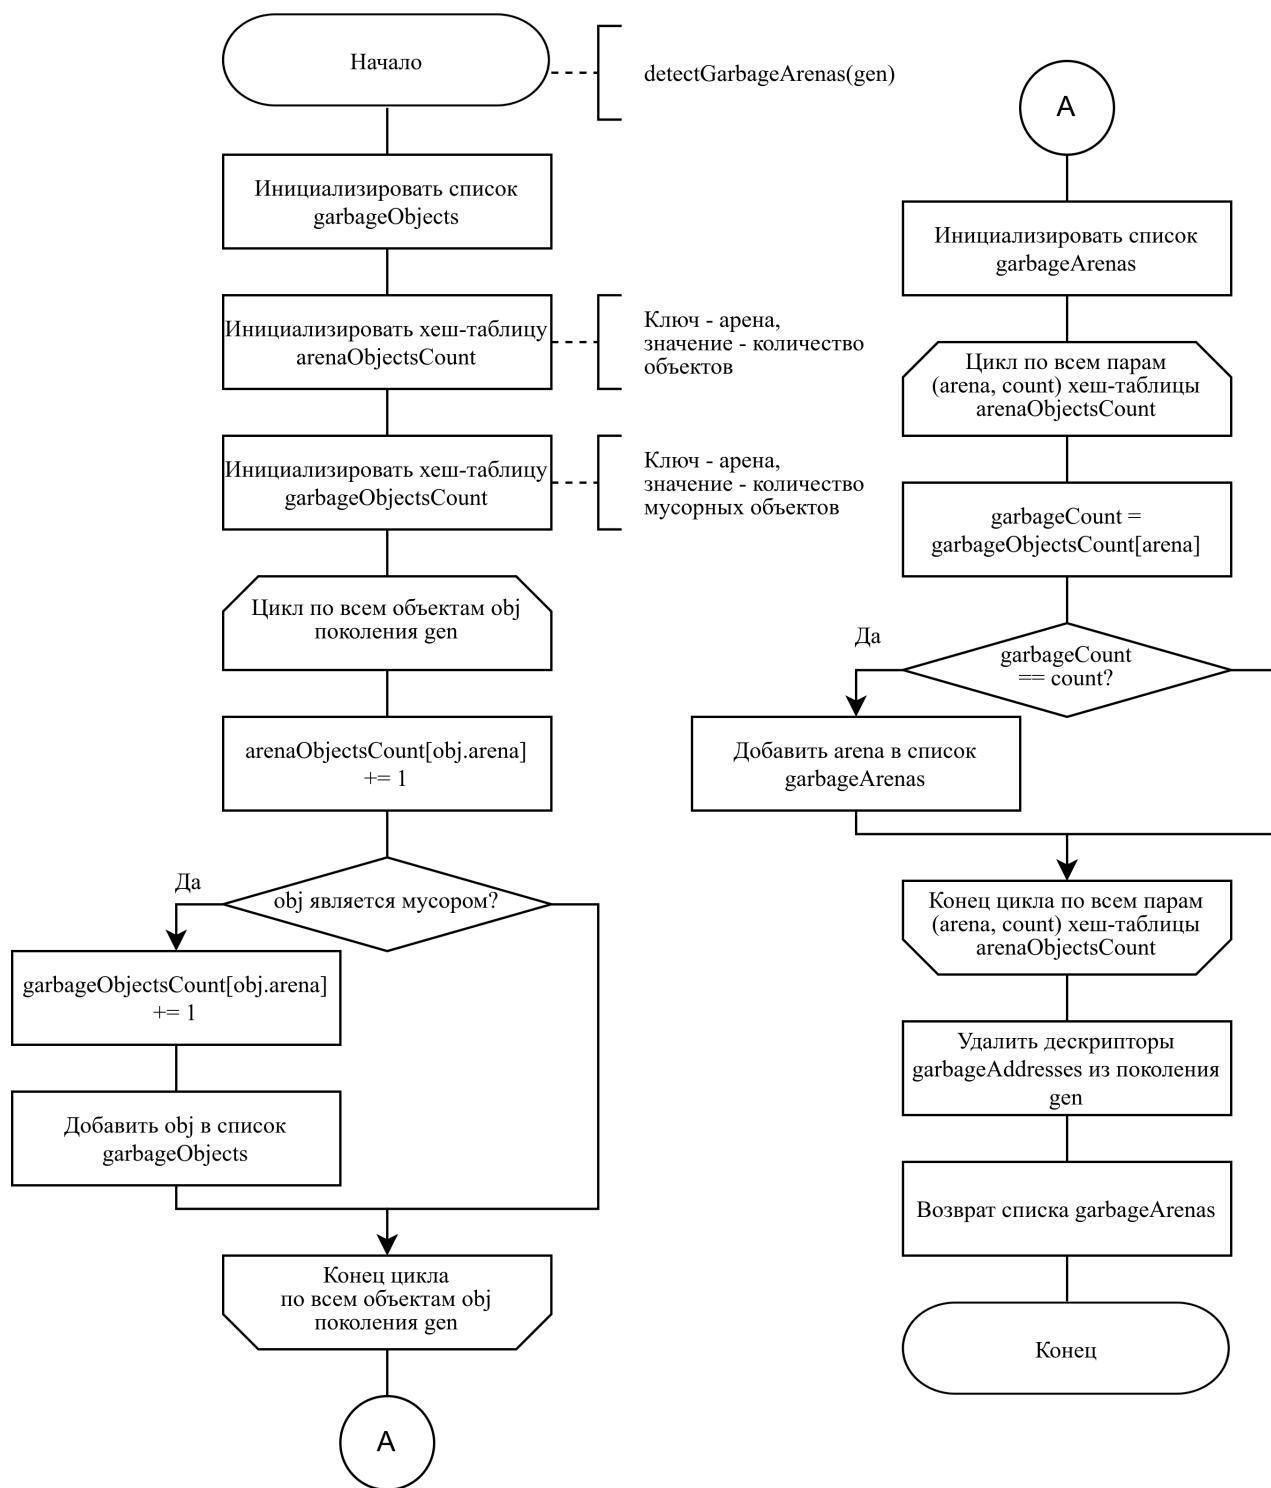 Начало
detectGarbageArenas(gen)
Инициализировать список
garbageObjects
Инициализировать хеш-таблицу
arenaObjectsCount
Ключ - арена,
значение - количество
объектов
Инициализировать хеш-таблицу
garbageObjectsCount
Ключ - арена,
значение - количество
мусорных объектов
Цикл по всем объектам obj
поколения gen
arenaObjectsCount[obj.arena]
+= 1
Да
obj является мусором?
garbageObjectsCount[obj.arena]
+= 1
Добавить obj в список
garbageObjects
Конец цикла
по всем объектам obj
поколения gen
A
A
Инициализировать список
garbageArenas
Цикл по всем парам
(arena, count) хеш-таблицы
arenaObjectsCount
garbageCount =
garbageObjectsCount[arena]
Да
garbageCount
== count?
Добавить arena в список
garbageArenas
Конец цикла по всем парам
(arena, count) хеш-таблицы
arenaObjectsCount
Удалить дескрипторы
garbageAddresses из поколения
gen
Возврат списка garbageArenas
Конец